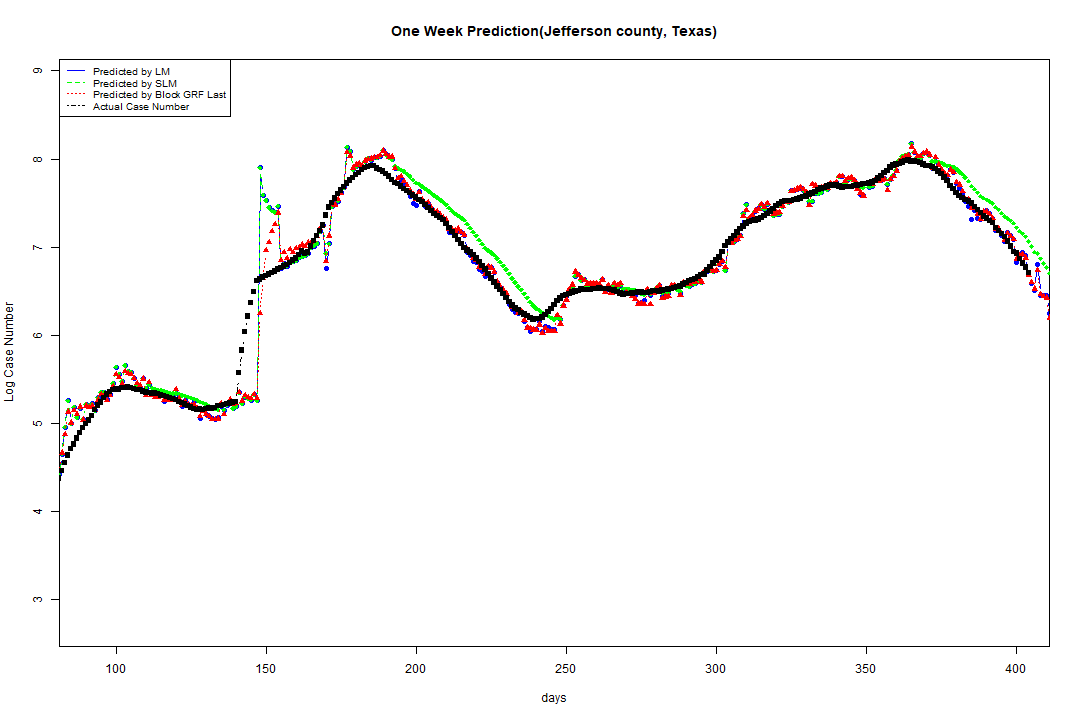 One Week Prediction(Jefferson county, Texas)
Predicted by LM
Predicted by SLM
Predicted by Block GRF Last
Actual Case Number
Log Case Number
9
8
7
6
5
4
3
100 150 200 250 300 350 400
days